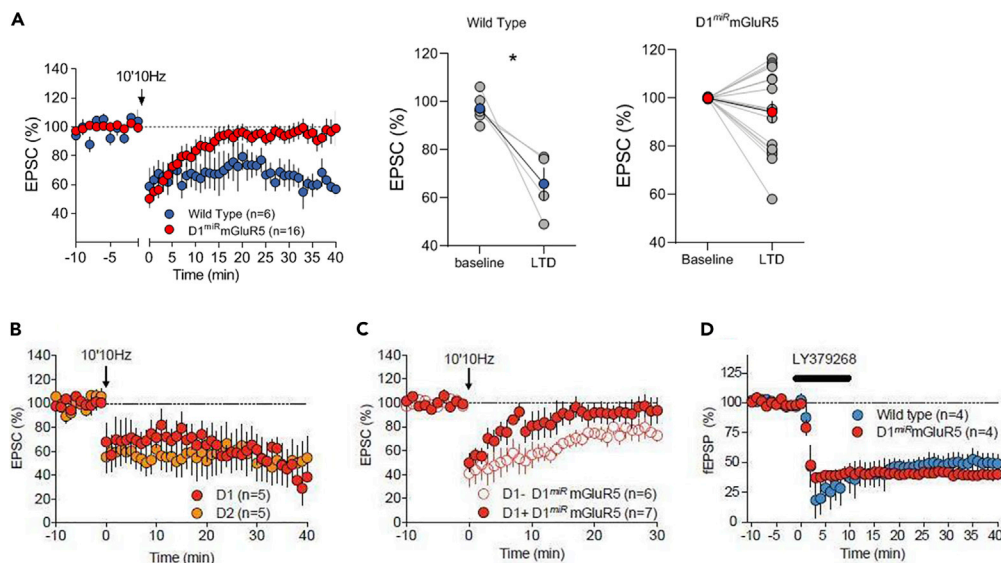 A
10'10Hz
EPSC (%)
140
120
100
80
60
40
Wild Type (n=6)
D1miRmGluR5 (n=16)
-10 -5 0 5 10 15 20 25 30 35 40
Time (min)
Wild Type
*
EPSC (%)
120
100
80
60
40
baseline LTD
D1miRmGluR5
EPSC (%)
120
100
80
60
40
Baseline LTD
B
10'10Hz
EPSC (%)
140
120
100
80
60
40
20
0
D1 (n=5)
D2 (n=5)
-10 0 10 20 30 40
Time (min)
C
10'10Hz
EPSC (%)
140
120
100
80
60
40
20
0
D1- D1miRmGluR5 (n=6)
D1+ D1miRmGluR5 (n=7)
-10 0 10 20 30
Time (min)
D
LY379268
fEPSP (%)
125
100
75
50
25
0
Wild type (n=4)
D1miRmGluR5 (n=4)
-10 -5 0 5 10 15 20 25 30 35 40
Time (min)